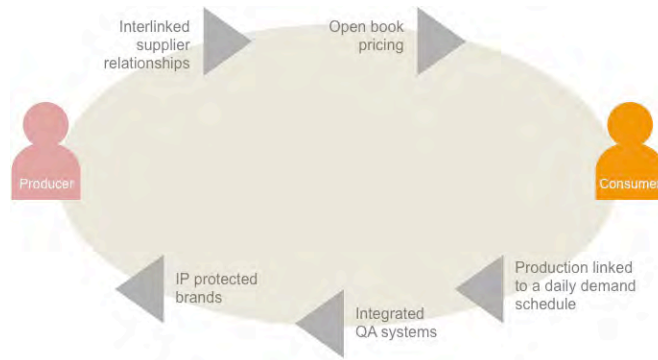 Interlinked
supplier
relationships
Open book
pricing
Producer
Consumer
IP protected
brands
Integrated
QA systems
Production linked
to a daily demand
schedule